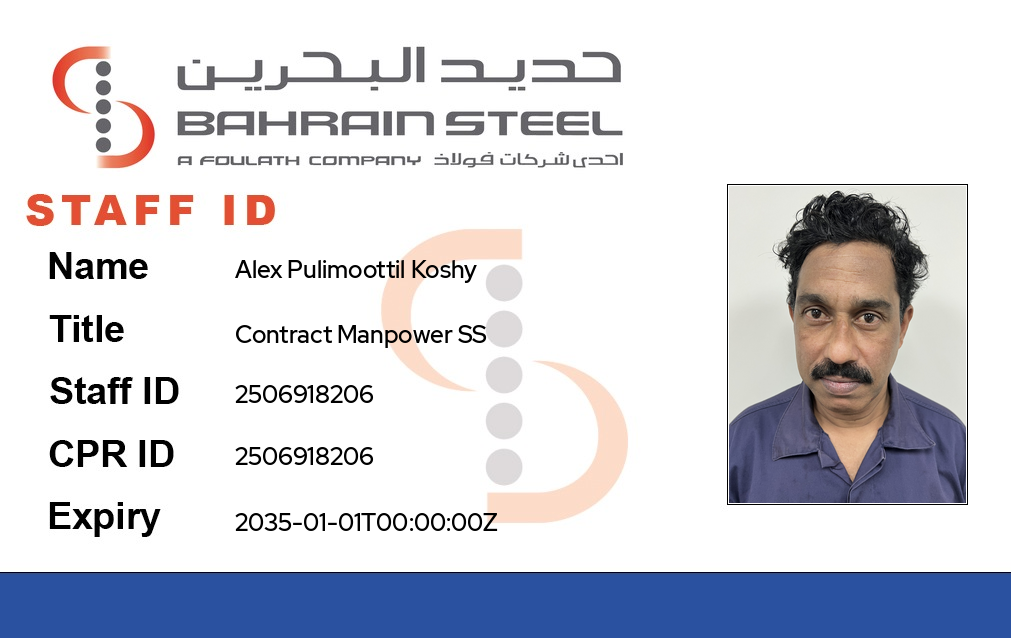 حديد البحرين
BAHRAIN STEEL
A FOULATH COMPANY احدى شركات فولاذ
STAFF ID
Name Alex Pulimoottil Koshy
Title Contract Manpower SS
Staff ID 2506918206
CPR ID 2506918206
Expiry 2035-01-01T00:00:00Z